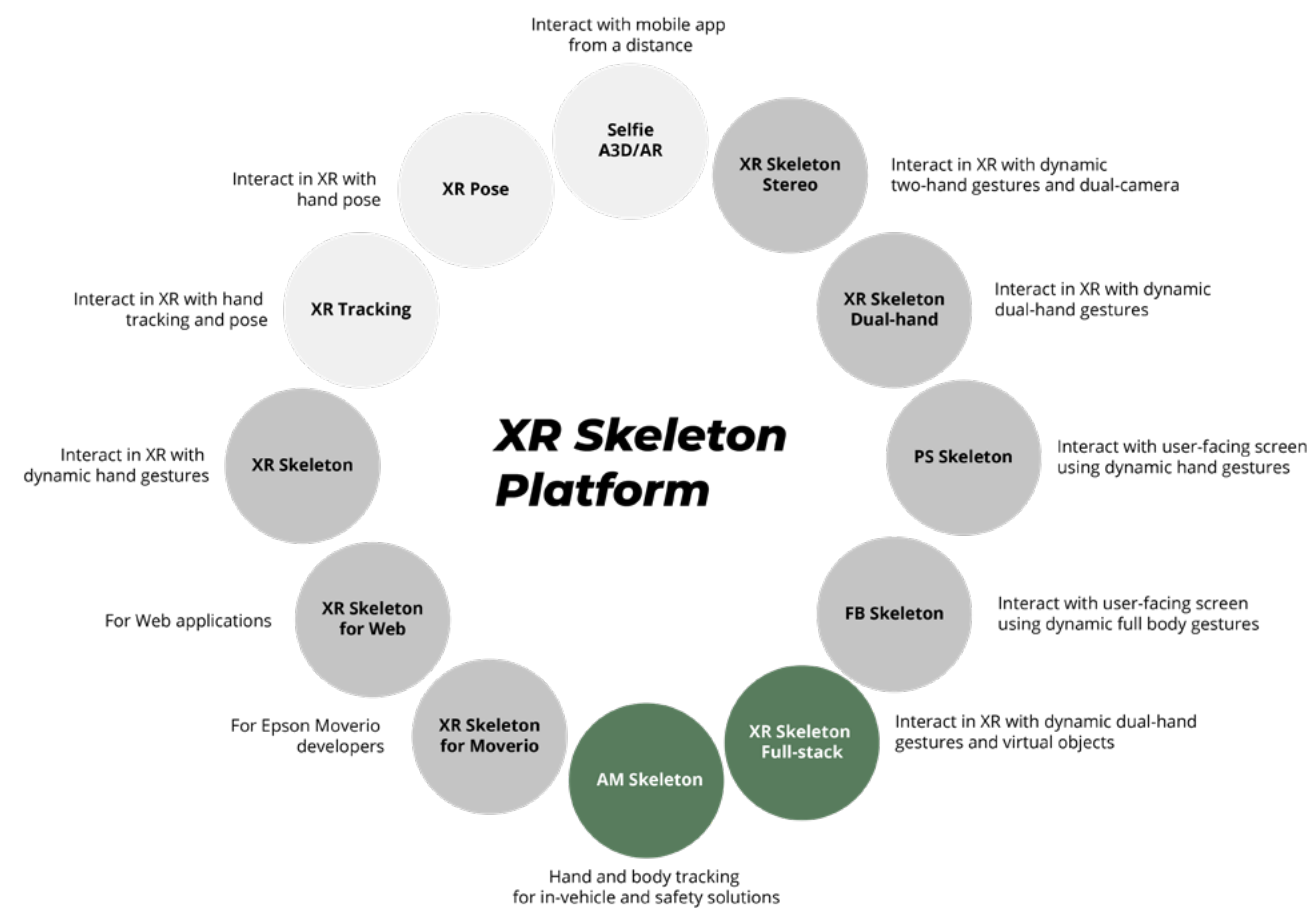 Interact with mobile app
from a distance
Selfie
A3D/AR
XR Skeleton
Stereo
Interact in XR with dynamic
two-hand gestures and dual-camera
XR Skeleton
Dual-hand
Interact in XR with dynamic
dual-hand gestures
PS Skeleton
Interact with user-facing screen
using dynamic hand gestures
FB Skeleton
Interact with user-facing screen
using dynamic full body gestures
XR Skeleton
Full-stack
Interact in XR with dynamic dual-hand
gestures and virtual objects
AM Skeleton
Hand and body tracking
for in-vehicle and safety solutions
XR Skeleton
for Moverio
For Epson Moverio
developers
XR Skeleton
for Web
For Web applications
XR Skeleton
Interact in XR with
dynamic hand gestures
XR Tracking
Interact in XR with hand
tracking and pose
XR Pose
Interact in XR with
hand pose
XR Skeleton
Platform